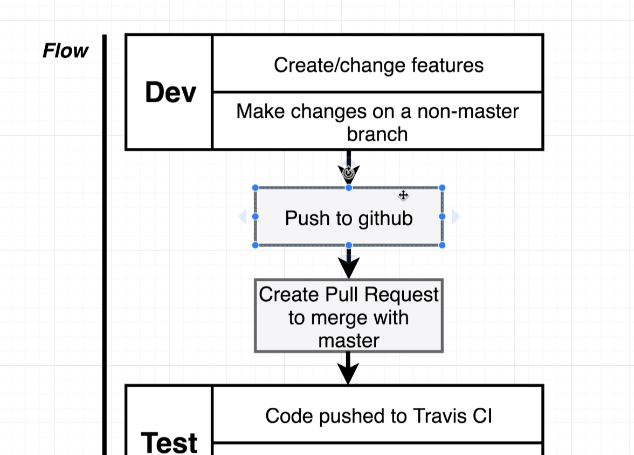 Flow
Dev
Create/change features
Make changes on a non-master
branch
Push to github
Create Pull Request
to merge with
master
Test
Code pushed to Travis CI